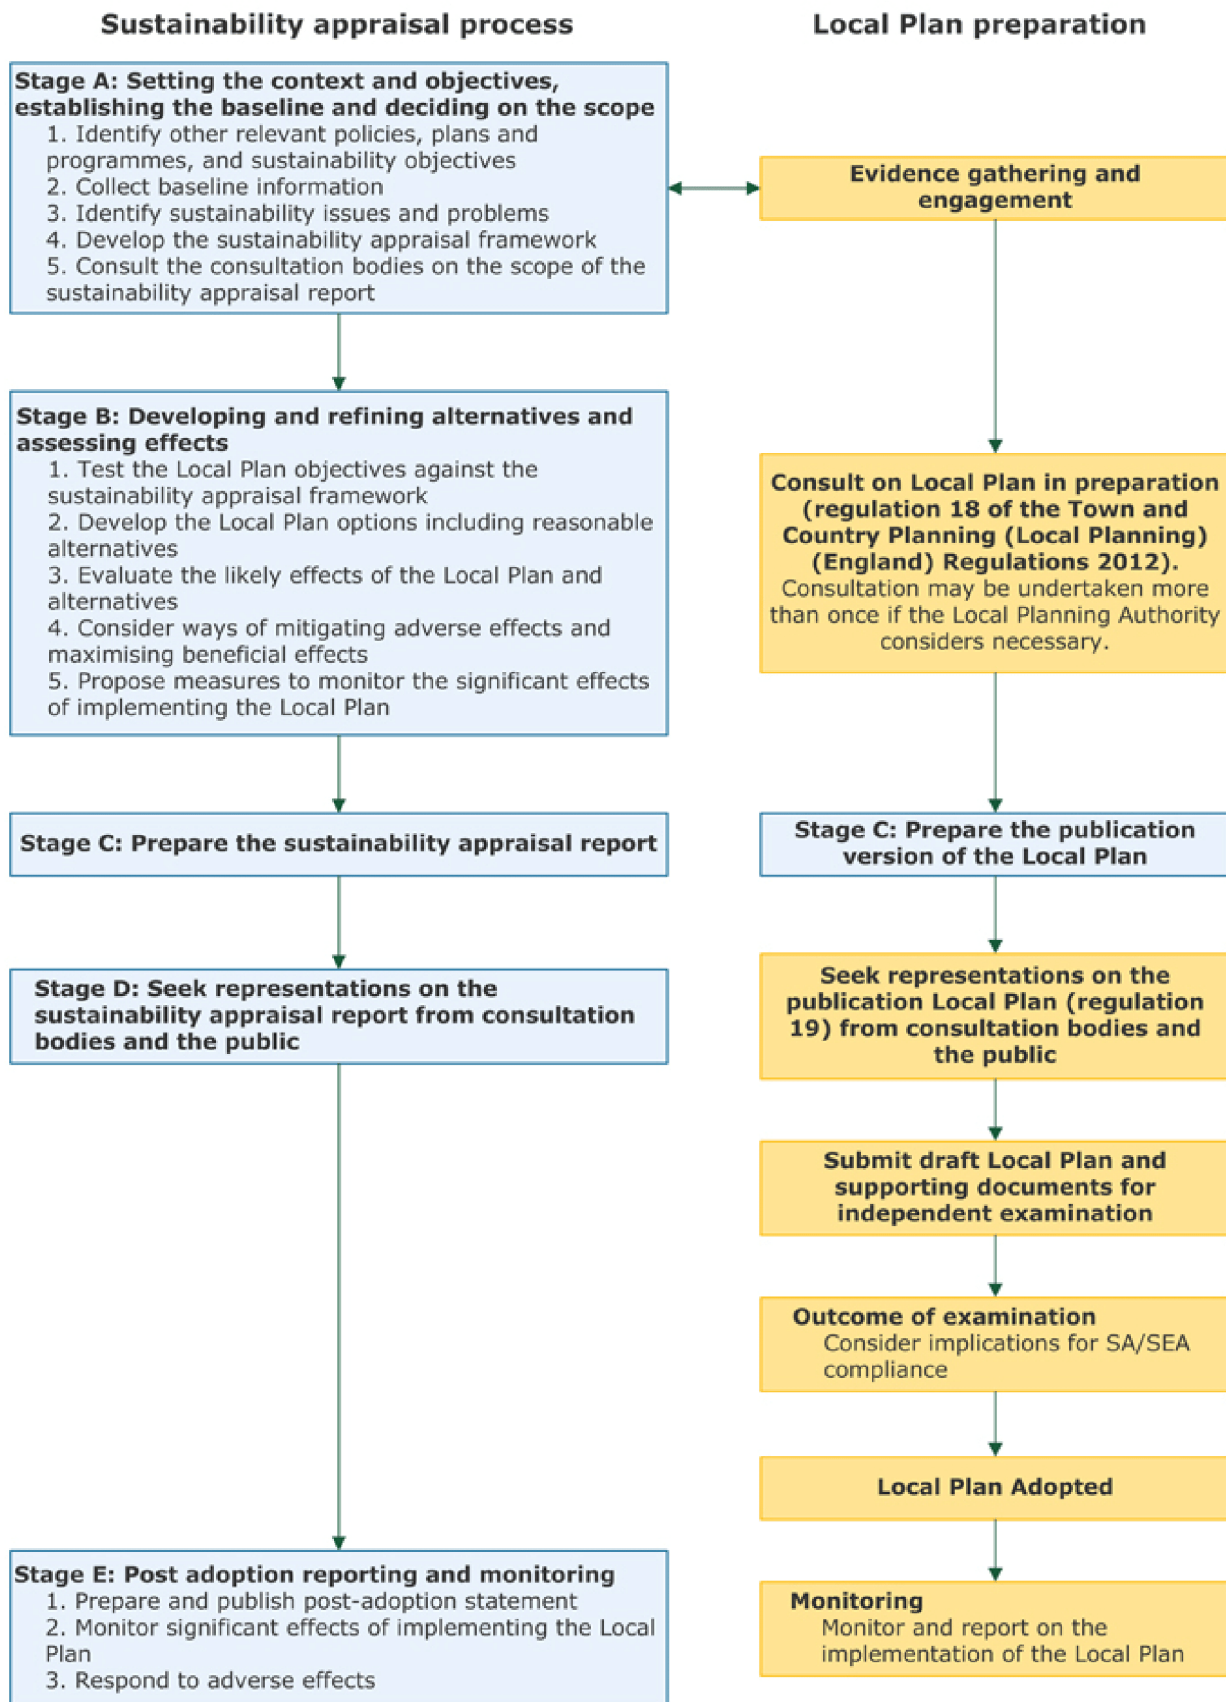 Sustainability appraisal process
Local Plan preparation
Stage A: Setting the context and objectives,
establishing the baseline and deciding on the scope
1. Identify other relevant policies, plans and
programmes, and sustainability objectives
2. Collect baseline information
3. Identify sustainability issues and problems
4. Develop the sustainability appraisal framework
5. Consult the consultation bodies on the scope of the
sustainability appraisal report
Evidence gathering and
engagement
Stage B: Developing and refining alternatives and
assessing effects
1. Test the Local Plan objectives against the
sustainability appraisal framework
2. Develop the Local Plan options including reasonable
alternatives
3. Evaluate the likely effects of the Local Plan and
alternatives
4. Consider ways of mitigating adverse effects and
maximising beneficial effects
5. Propose measures to monitor the significant effects
of implementing the Local Plan
Consult on Local Plan in preparation
(regulation 18 of the Town and
Country Planning (Local Planning)
(England) Regulations 2012).
Consultation may be undertaken more
than once if the Local Planning Authority
considers necessary.
Stage C: Prepare the sustainability appraisal report
Stage C: Prepare the publication
version of the Local Plan
Stage D: Seek representations on the
sustainability appraisal report from consultation
bodies and the public
Seek representations on the
publication Local Plan (regulation
19) from consultation bodies and
the public
Submit draft Local Plan and
supporting documents for
independent examination
Outcome of examination
Consider implications for SA/SEA
compliance
Local Plan Adopted
Stage E: Post adoption reporting and monitoring
1. Prepare and publish post-adoption statement
2. Monitor significant effects of implementing the Local
Plan
3. Respond to adverse effects
Monitoring
Monitor and report on the
implementation of the Local Plan